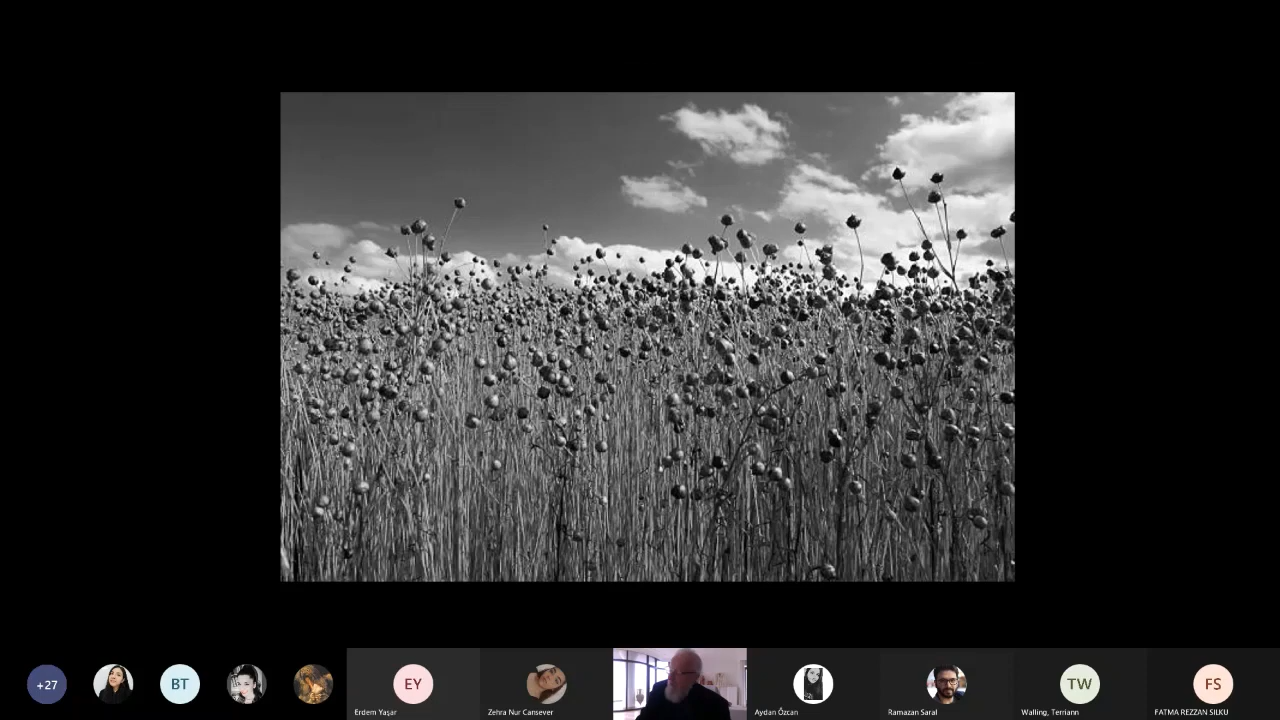 +27
BT
EY
Erdem Yaşar
Zehra Nur Cansever
Aydan Özcan
Ramazan Saral
TW
Walling, Terriann
FS
FATMA REZZAN SILKU